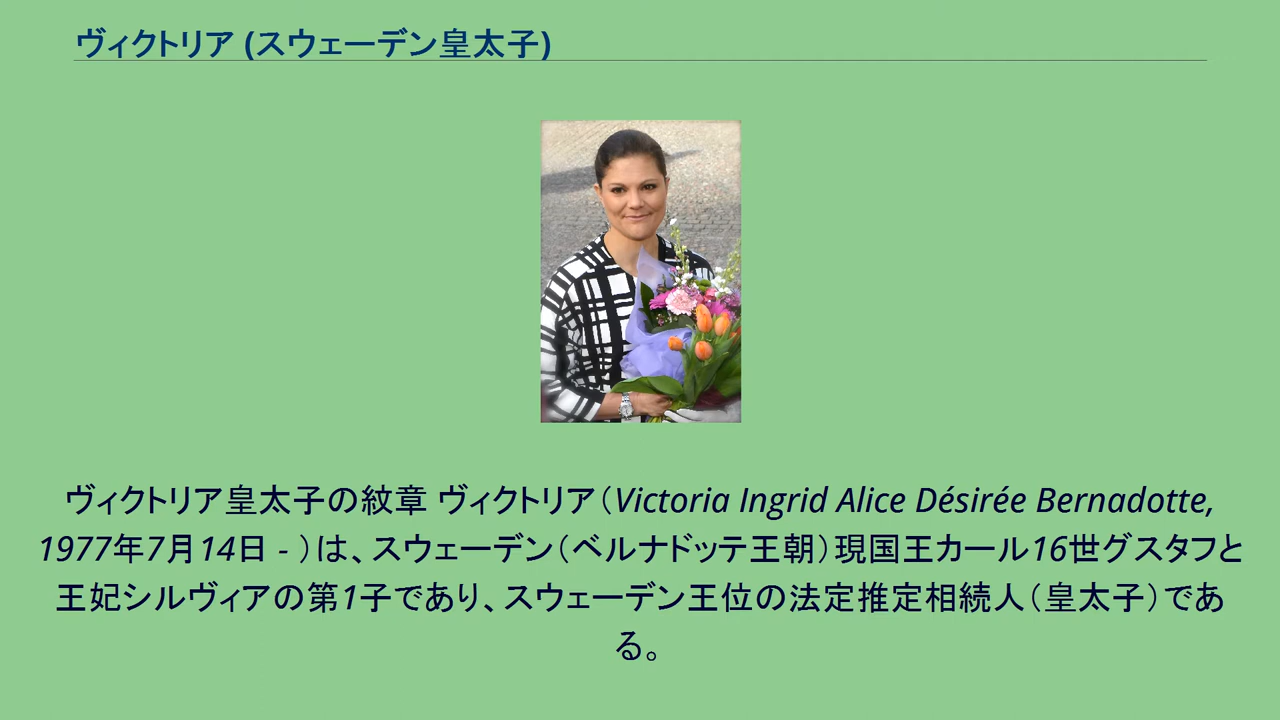 ヴィクトリア (スウェーデン皇太子)
ヴィクトリア皇太子の紋章 ヴィクトリア（Victoria Ingrid Alice Désirée Bernadotte,
1977年7月14日 - ）は、スウェーデン（ベルナドッテ王朝）現国王カール16世グスタフと
王妃シルヴィアの第1子であり、スウェーデン王位の法定推定相続人（皇太子）であ
る。